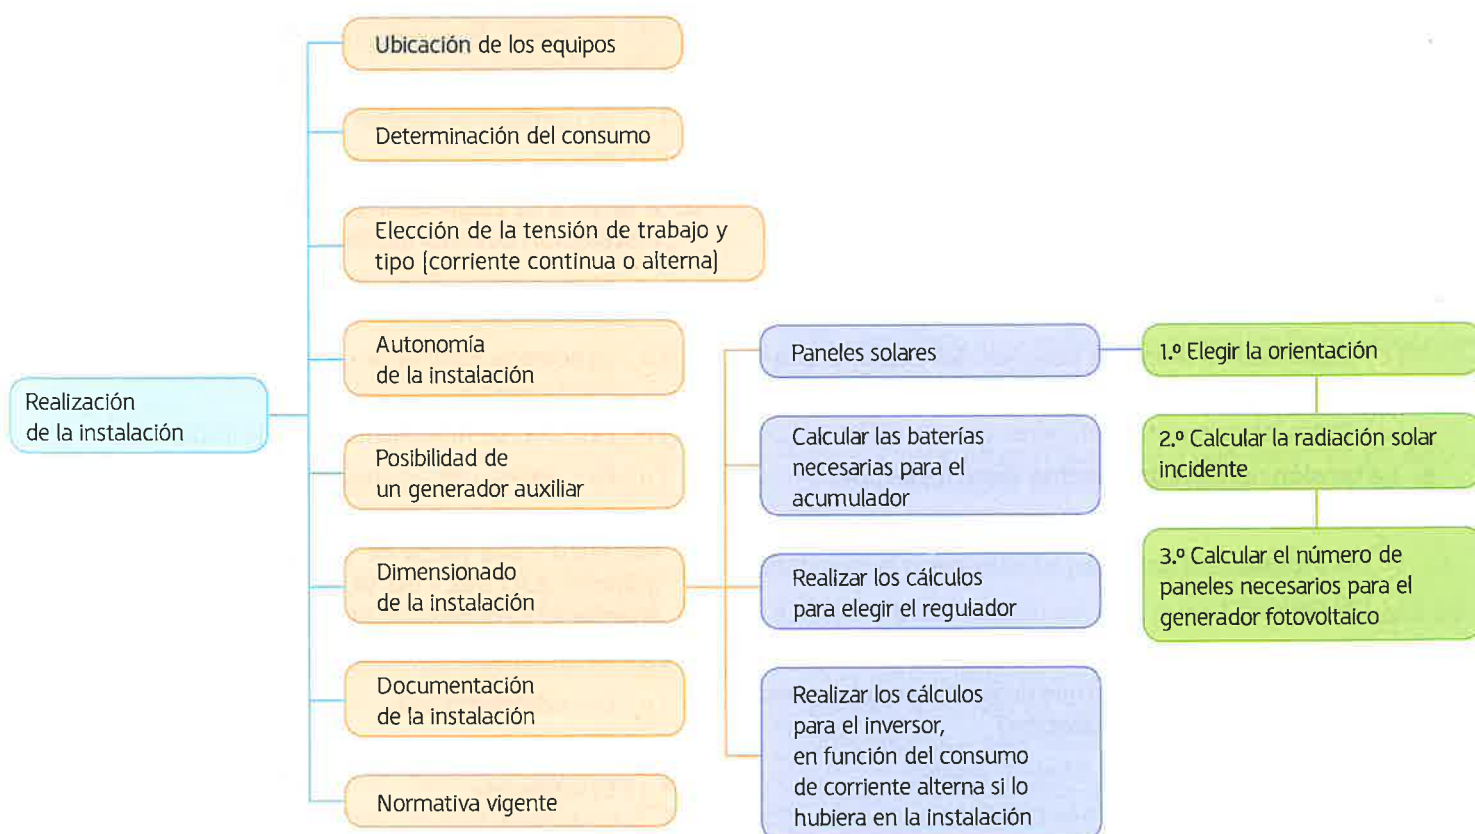 Realización
de la instalación
Ubicación de los equipos
Determinación del consumo
Elección de la tensión de trabajo y
tipo (corriente continua o alterna)
Autonomía
de la instalación
Posibilidad de
un generador auxiliar
Dimensionado
de la instalación
Documentación
de la instalación
Normativa vigente
Paneles solares
Calcular las baterías
necesarias para el
acumulador
Realizar los cálculos
para elegir el regulador
Realizar los cálculos
para el inversor,
en función del consumo
de corriente alterna si lo
hubiera en la instalación
1.º Elegir la orientación
2.º Calcular la radiación solar
incidente
3.º Calcular el número de
paneles necesarios para el
generador fotovoltaico